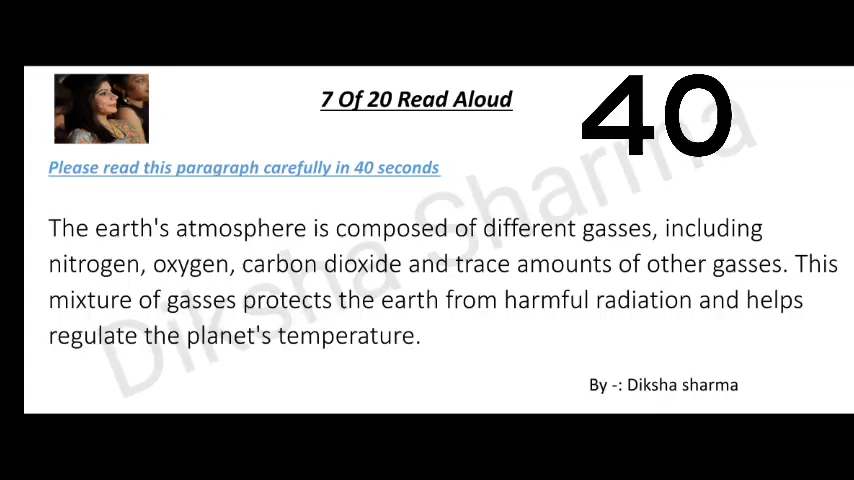 7 Of 20 Read Aloud
40
Please read this paragraph carefully in 40 seconds
The earth's atmosphere is composed of different gasses, including
nitrogen, oxygen, carbon dioxide and trace amounts of other gasses. This
mixture of gasses protects the earth from harmful radiation and helps
regulate the planet's temperature.
By -: Diksha sharma
Diksha Sharma